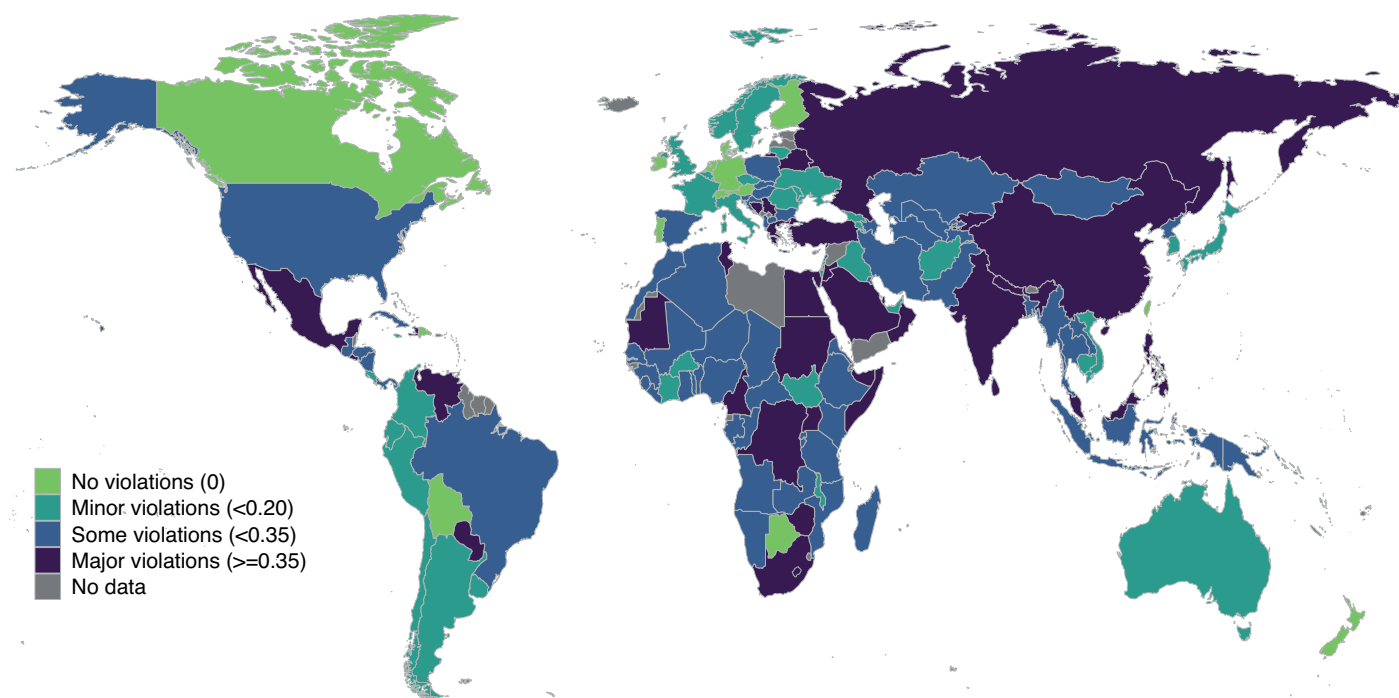 No violations (0)
Minor violations (<0.20)
Some violations (<0.35)
Major violations (>=0.35)
No data